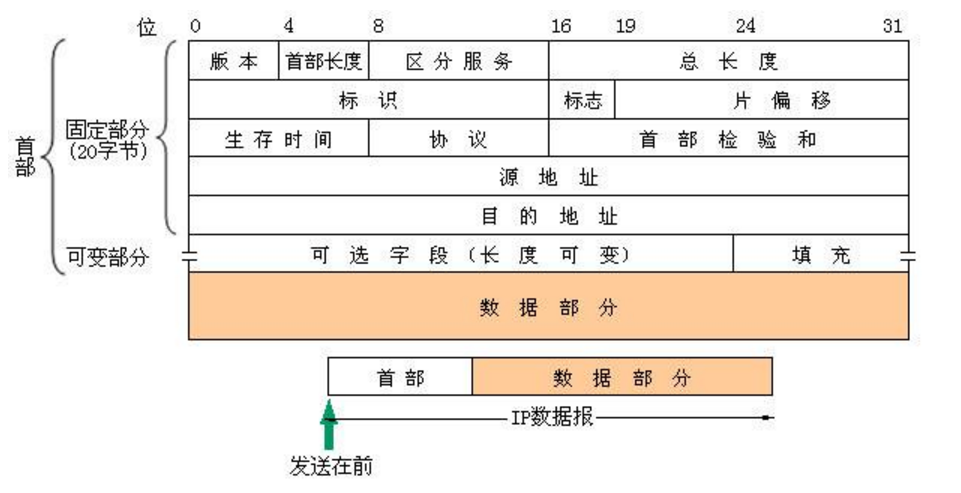 位 0 4 8 16 19 24 31
版本 首部长度 区分服务 总长度
标识 标志 片偏移
固定部分
(20字节)
首部
生存时间 协议 首部检验和
源地址
目的地址
可变部分 可选字段(长度可变) 填充
数据部分
首部 数据部分
IP数据报
发送在前